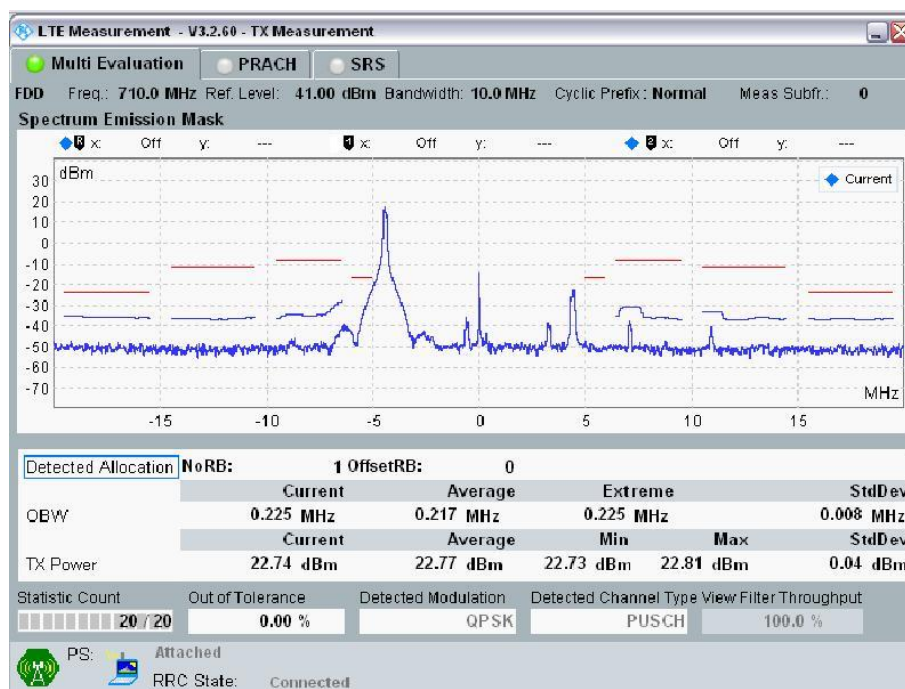 LTE Measurement - V3.2.60 - TX Measurement
Multi Evaluation PRACH SRS
FDD Freq.: 710.0 MHz Ref. Level: 41.00 dBm Bandwidth: 10.0 MHz Cyclic Prefix: Normal Meas Subfr.: 0
Spectrum Emission Mask
R x: Off y: --- 1 x: Off y: --- 2 x: Off y: ---
dBm
Current
30
20
10
0
-10
-20
-30
-40
-50
-60
-70
MHz
-15 -10 -5 0 5 10 15
Detected Allocation NoRB: 1 OffsetRB: 0
Current Average Extreme StdDev
OBW 0.225 MHz 0.217 MHz 0.225 MHz 0.008 MHz
Current Average Min Max StdDev
TX Power 22.74 dBm 22.77 dBm 22.73 dBm 22.81 dBm 0.04 dBm
Statistic Count Out of Tolerance Detected Modulation Detected Channel Type View Filter Throughput
20 / 20 0.00 % QPSK PUSCH 100.0 %
PS: Attached
RRC State: Connected